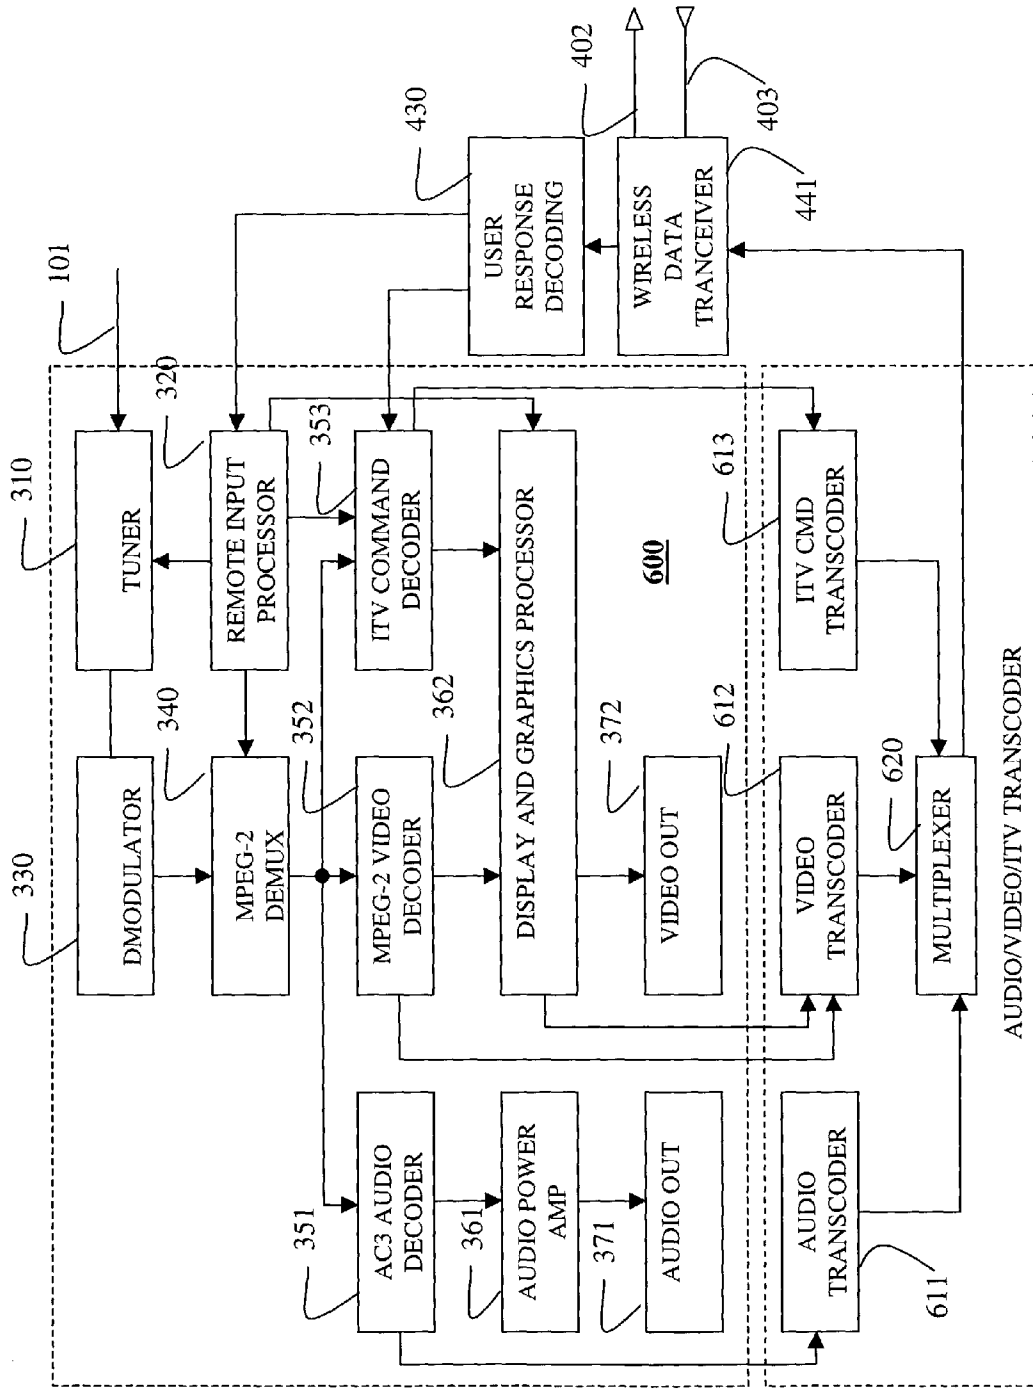 101
310
TUNER
320
REMOTE INPUT
PROCESSOR
353
ITV COMMAND
DECODER
430
USER
RESPONSE
DECODING
402
403
WIRELESS
DATA
TRANCEIVER
441
330
DMODULATOR
340
MPEG-2
DEMUX
352
MPEG-2 VIDEO
DECODER
362
DISPLAY AND GRAPHICS PROCESSOR
600
372
VIDEO OUT
351
AC3 AUDIO
DECODER
361
AUDIO POWER
AMP
371
AUDIO OUT
613
ITV CMD
TRANSCODER
612
VIDEO
TRANSCODER
620
MULTIPLEXER
AUDIO
TRANSCODER
611
AUDIO/VIDEO/ITV TRANSCODER